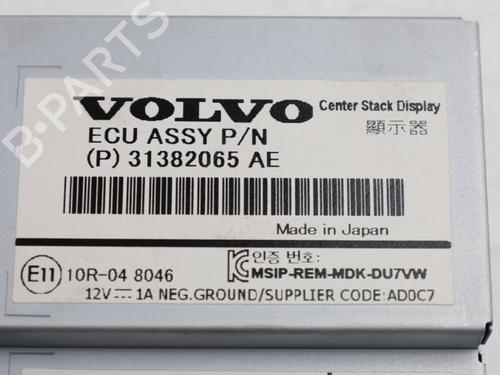 B-PARTS
VOLVO Center Stack Display
ECU ASSY P/N 顯示器
(P) 31382065 AE
Made in Japan
E11 10R-04 8046 인증 번호:
MSIP-REM-MDK-DU7VW
12V⎓1A NEG.GROUND/SUPPLIER CODE:AD0C7